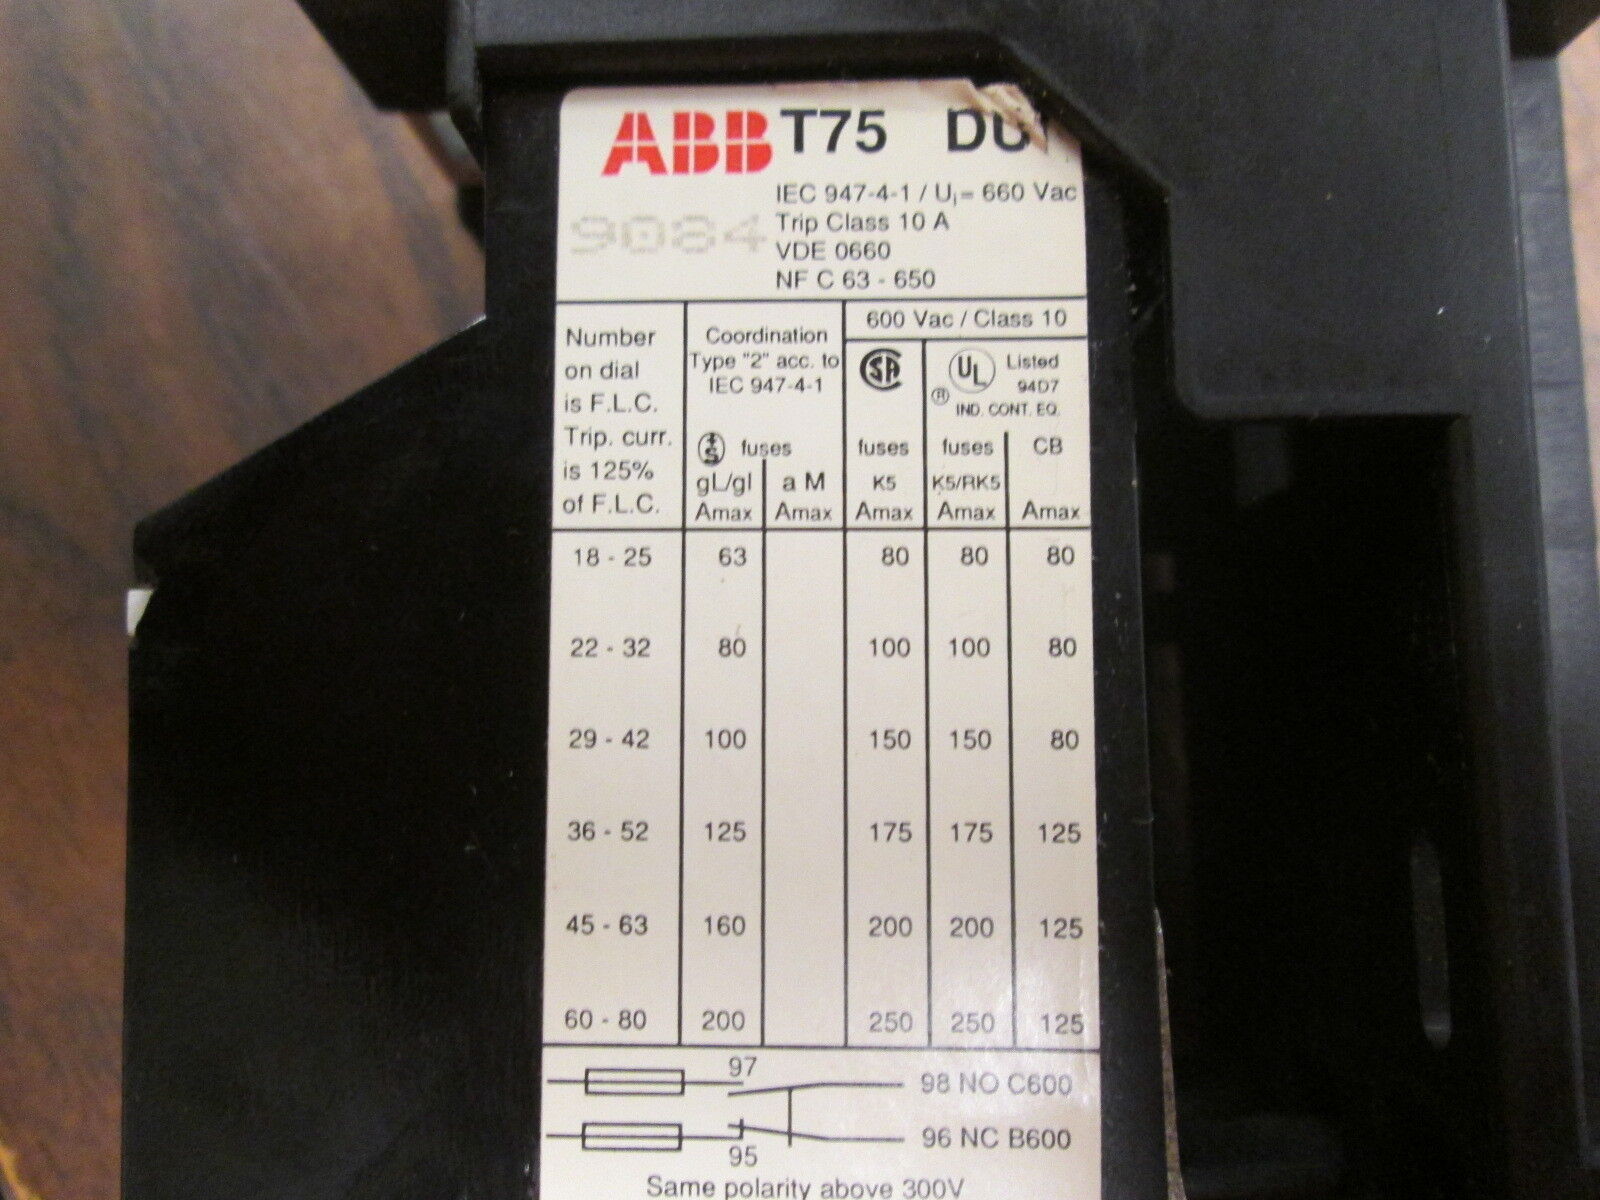 ABB T75
IEC 947-4-1 / Ui= 660 Vac
9084 Trip Class 10 A
VDE 0660
NF C 63 - 650
Number
on dial
is F.L.C.
Trip. curr.
is 125%
of F.L.C.
Coordination
Type "2" acc. to
IEC 947-4-1
fuses
gL/gI a M
Amax Amax
600 Vac / Class 10
SA
UL Listed
94D7
® IND. CONT. EQ.
fuses fuses CB
K5 K5/RK5
Amax Amax Amax
18 - 25 63 80 80 80
22 - 32 80 100 100 80
29 - 42 100 150 150 80
36 - 52 125 175 175 125
45 - 63 160 200 200 125
60 - 80 200 250 250 125
97
98 NO C600
96 NC B600
95
Same polarity above 300V